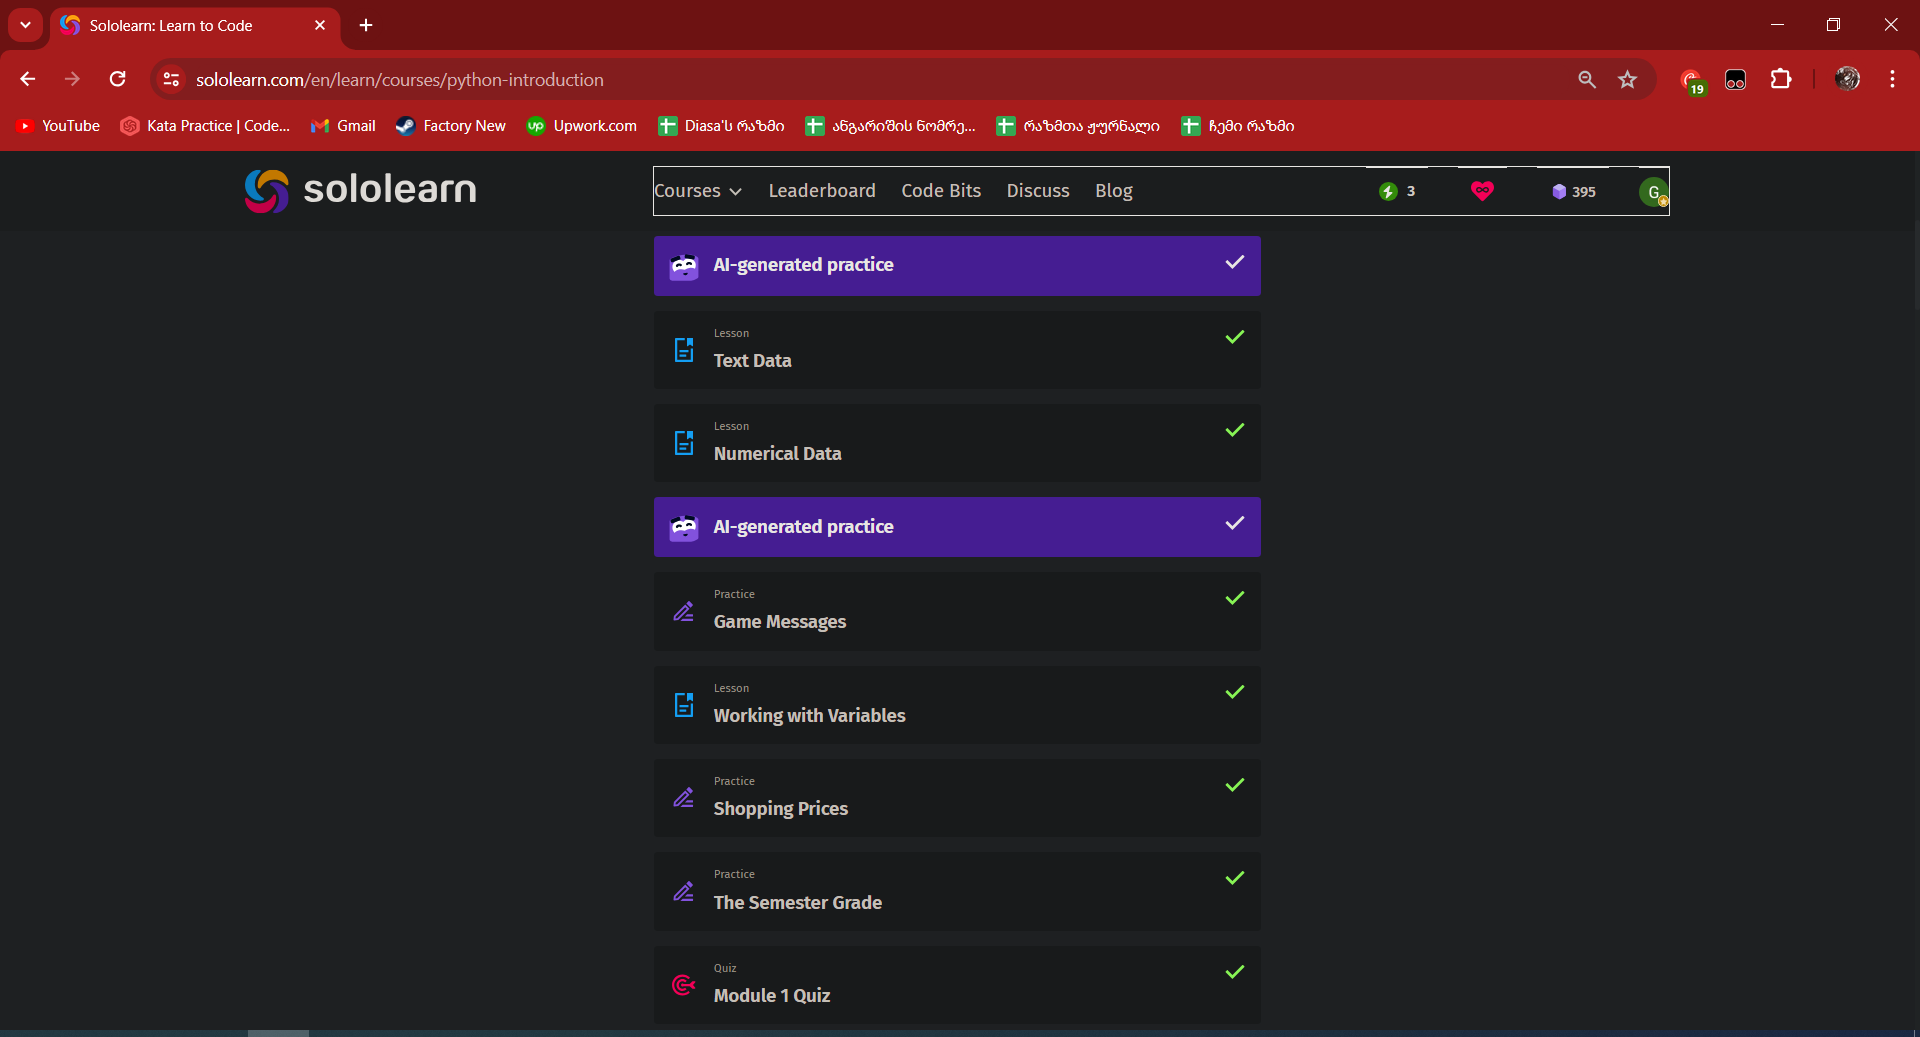 Sololearn: Learn to Code
sololearn.com/en/learn/courses/python-introduction
19
YouTube
Kata Practice | Code...
Gmail
Factory New
Upwork.com
Diasa's რაზმი
ანგარიშის ნომრე...
რაზმთა ჟურნალი
ჩემი რაზმი
sololearn
Courses
Leaderboard
Code Bits
Discuss
Blog
3
395
G
AI-generated practice
Lesson
Text Data
Lesson
Numerical Data
AI-generated practice
Practice
Game Messages
Lesson
Working with Variables
Practice
Shopping Prices
Practice
The Semester Grade
Quiz
Module 1 Quiz